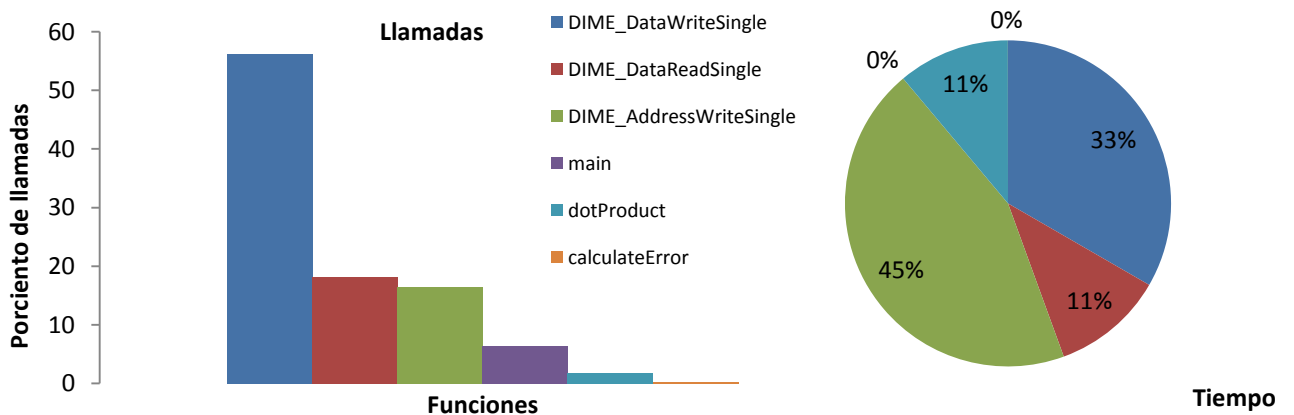 Llamadas
Porciento de llamadas
60
50
40
30
20
10
0
Funciones
DIME_DataWriteSingle
DIME_DataReadSingle
DIME_AddressWriteSingle
main
dotProduct
calculateError
0%
0%
11%
33%
45%
11%
Tiempo